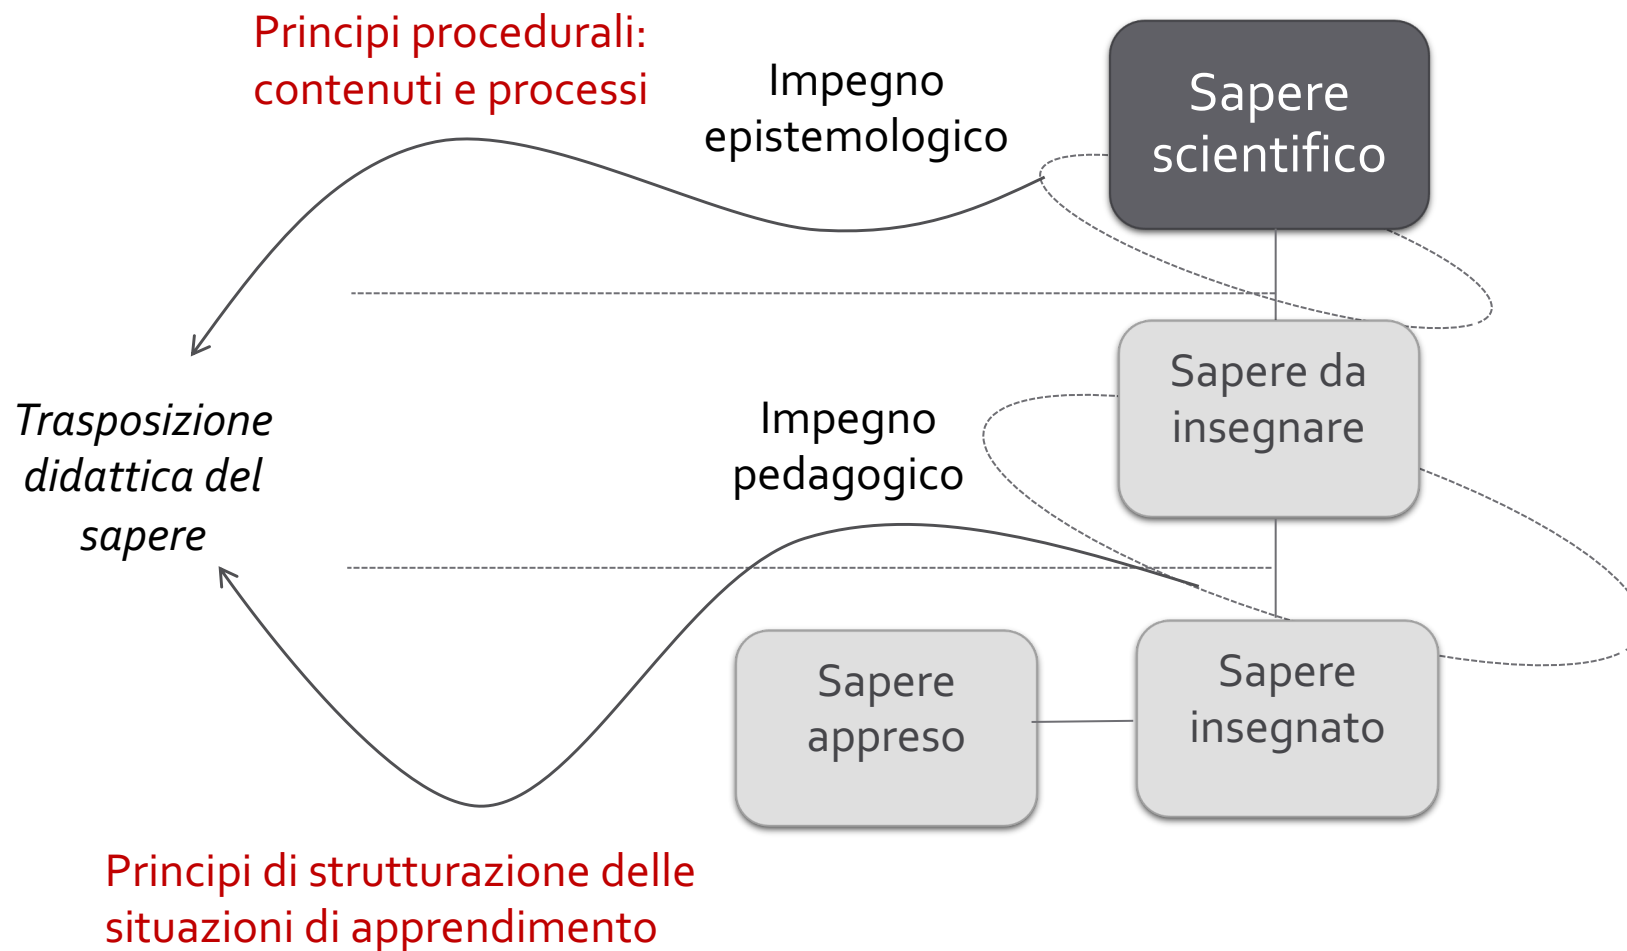 Principi procedurali:
contenuti e processi
Impegno
epistemologico
Sapere
scientifico
Sapere da
insegnare
Trasposizione
didattica del
sapere
Impegno
pedagogico
Sapere
appreso
Sapere
insegnato
Principi di strutturazione delle
situazioni di apprendimento